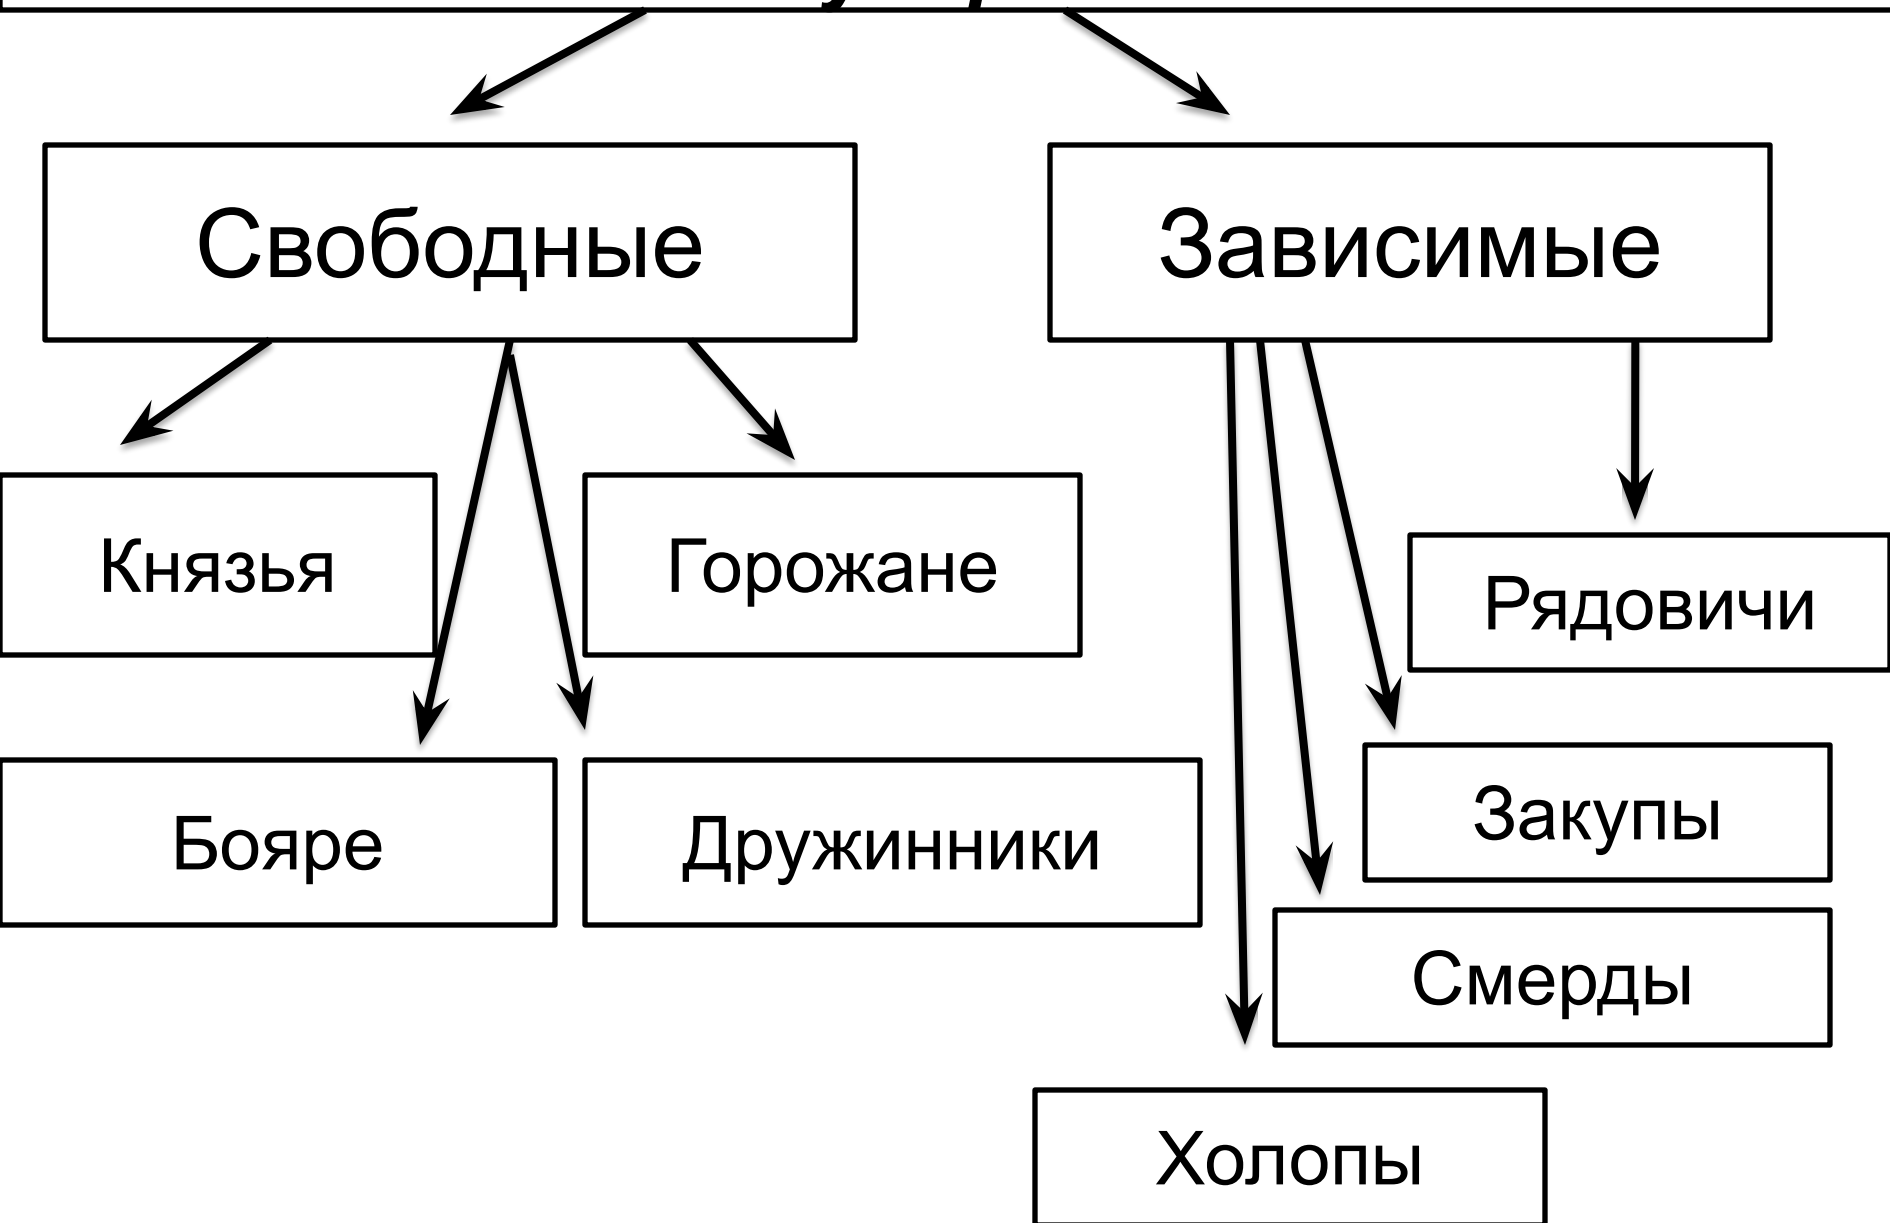 Свободные
Зависимые
Князья
Горожане
Рядовичи
Бояре
Дружинники
Закупы
Смерды
Холопы